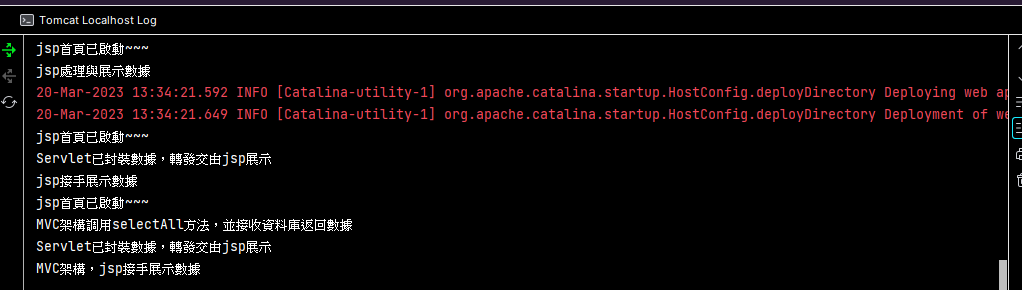 Tomcat Localhost Log
jsp首頁已啟動~~~
jsp處理與展示數據
20-Mar-2023 13:34:21.592 INFO [Catalina-utility-1] org.apache.catalina.startup.HostConfig.deployDirectory Deploying web ap
20-Mar-2023 13:34:21.649 INFO [Catalina-utility-1] org.apache.catalina.startup.HostConfig.deployDirectory Deployment of we
jsp首頁已啟動~~~
Servlet已封裝數據，轉發交由jsp展示
jsp接手展示數據
jsp首頁已啟動~~~
MVC架構調用selectAll方法，並接收資料庫返回數據
Servlet已封裝數據，轉發交由jsp展示
MVC架構，jsp接手展示數據